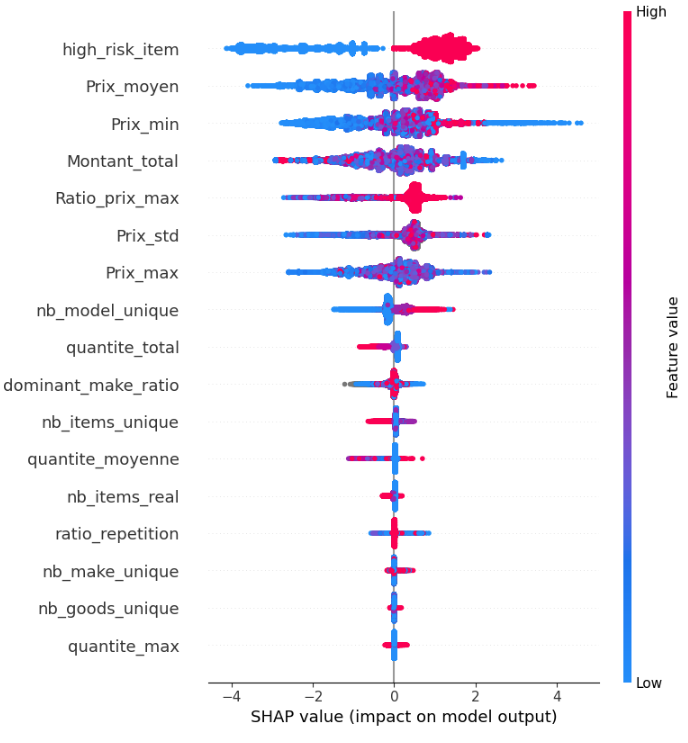 High
high_risk_item
Prix_moyen
Prix_min
Montant_total
Ratio_prix_max
Prix_std
Prix_max
nb_model_unique
quantite_total
dominant_make_ratio
nb_items_unique
quantite_moyenne
nb_items_real
ratio_repetition
nb_make_unique
nb_goods_unique
quantite_max
Feature value
Low
−4 −2 0 2 4
SHAP value (impact on model output)